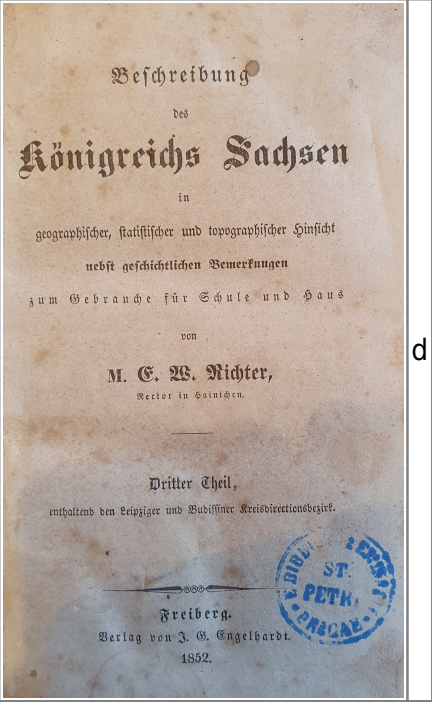 Beſchreibung
des
Königreichs Sachsen
in
geographiſcher, ſtatiſtiſcher und topographiſcher Hinſicht
nebſt geſchichtlichen Bemerkungen
zum Gebrauche für Schule und Haus
von
M. C. W. Richter,
Rector in Hainichen.
Dritter Theil,
enthaltend den Leipziger und Budiſſiner Kreisdirectionsbezirk.
ST.
PETRI
Freiberg.
Verlag von J. G. Engelhardt.
1852.
d